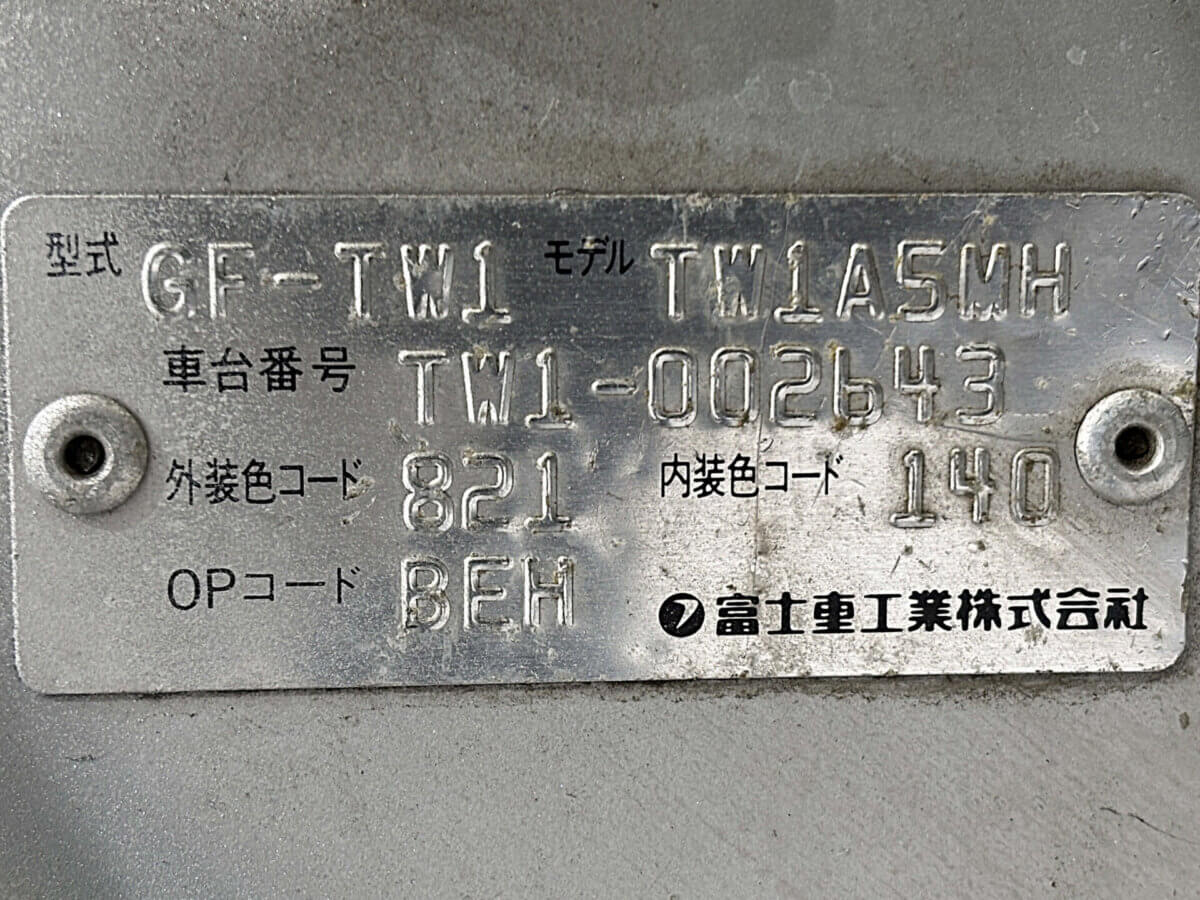 型式 GF-TW1 モデル TW1A5MH
車台番号 TW1-002643
外装色コード 821 内装色コード 140
OPコード BEH
富士重工業株式会社